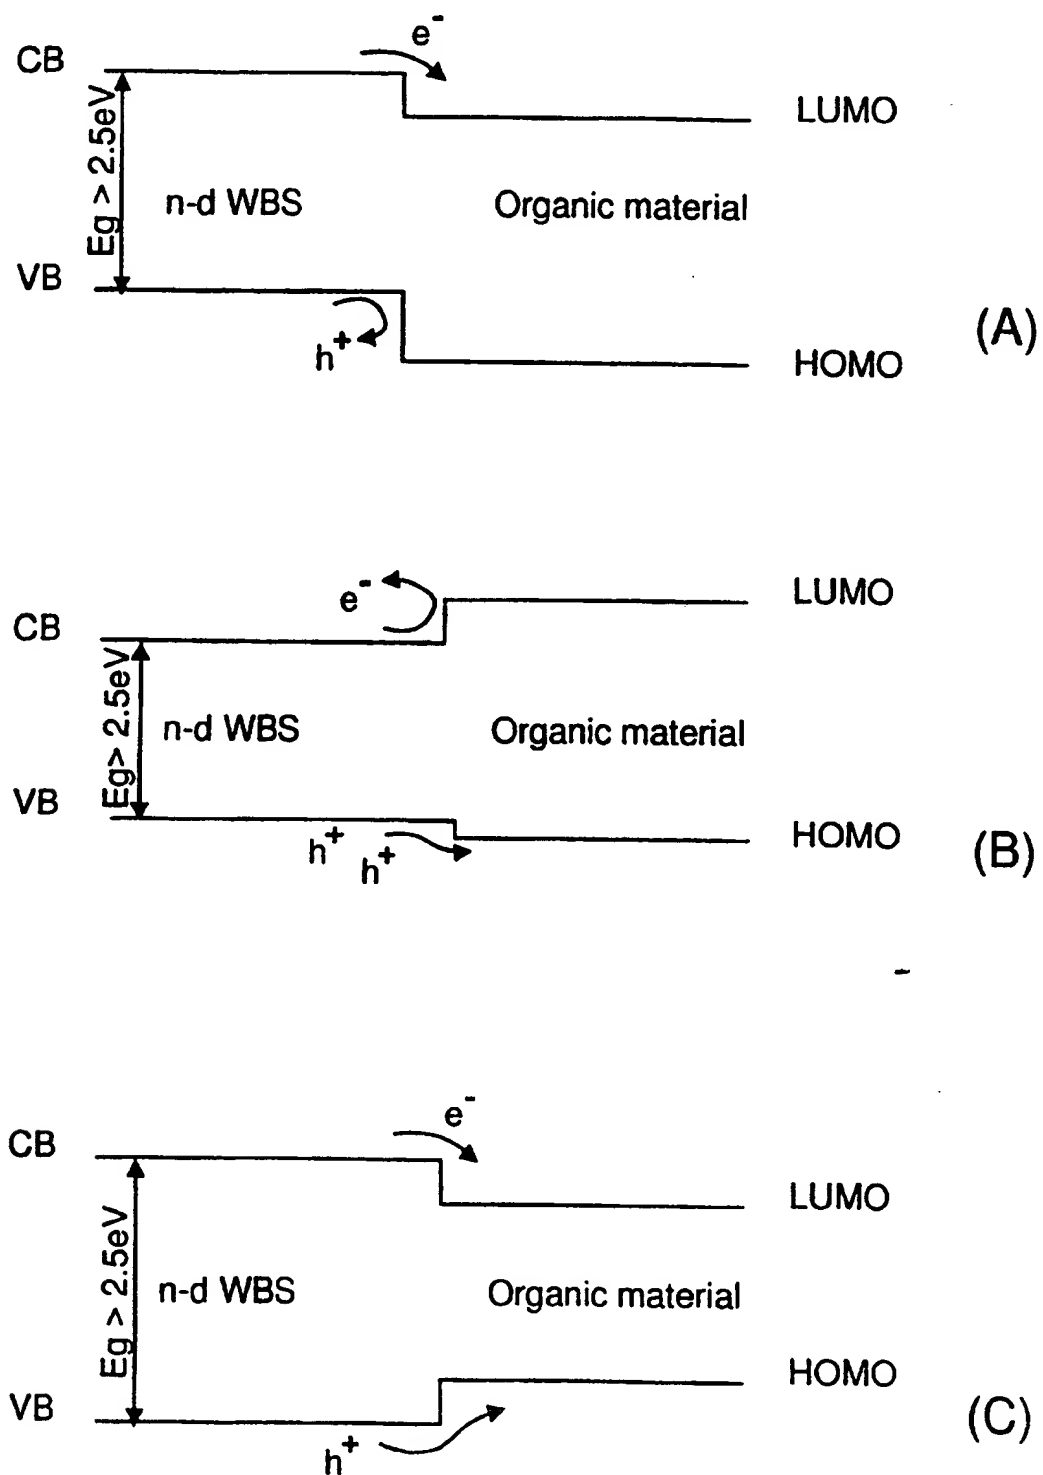 e-
CB
LUMO
Eg > 2.5eV
n-d WBS
Organic material
VB
h+
HOMO
(A)
e-
LUMO
CB
Eg> 2.5eV
n-d WBS
Organic material
VB
h+
h+
HOMO
(B)
e-
CB
LUMO
Eg > 2.5eV
n-d WBS
Organic material
HOMO
VB
h+
(C)